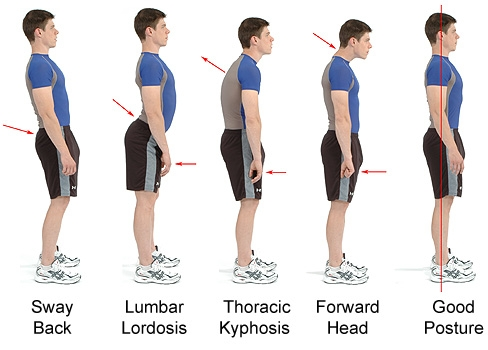 Sway
Back
Lumbar
Lordosis
Thoracic
Kyphosis
Forward
Head
Good
Posture